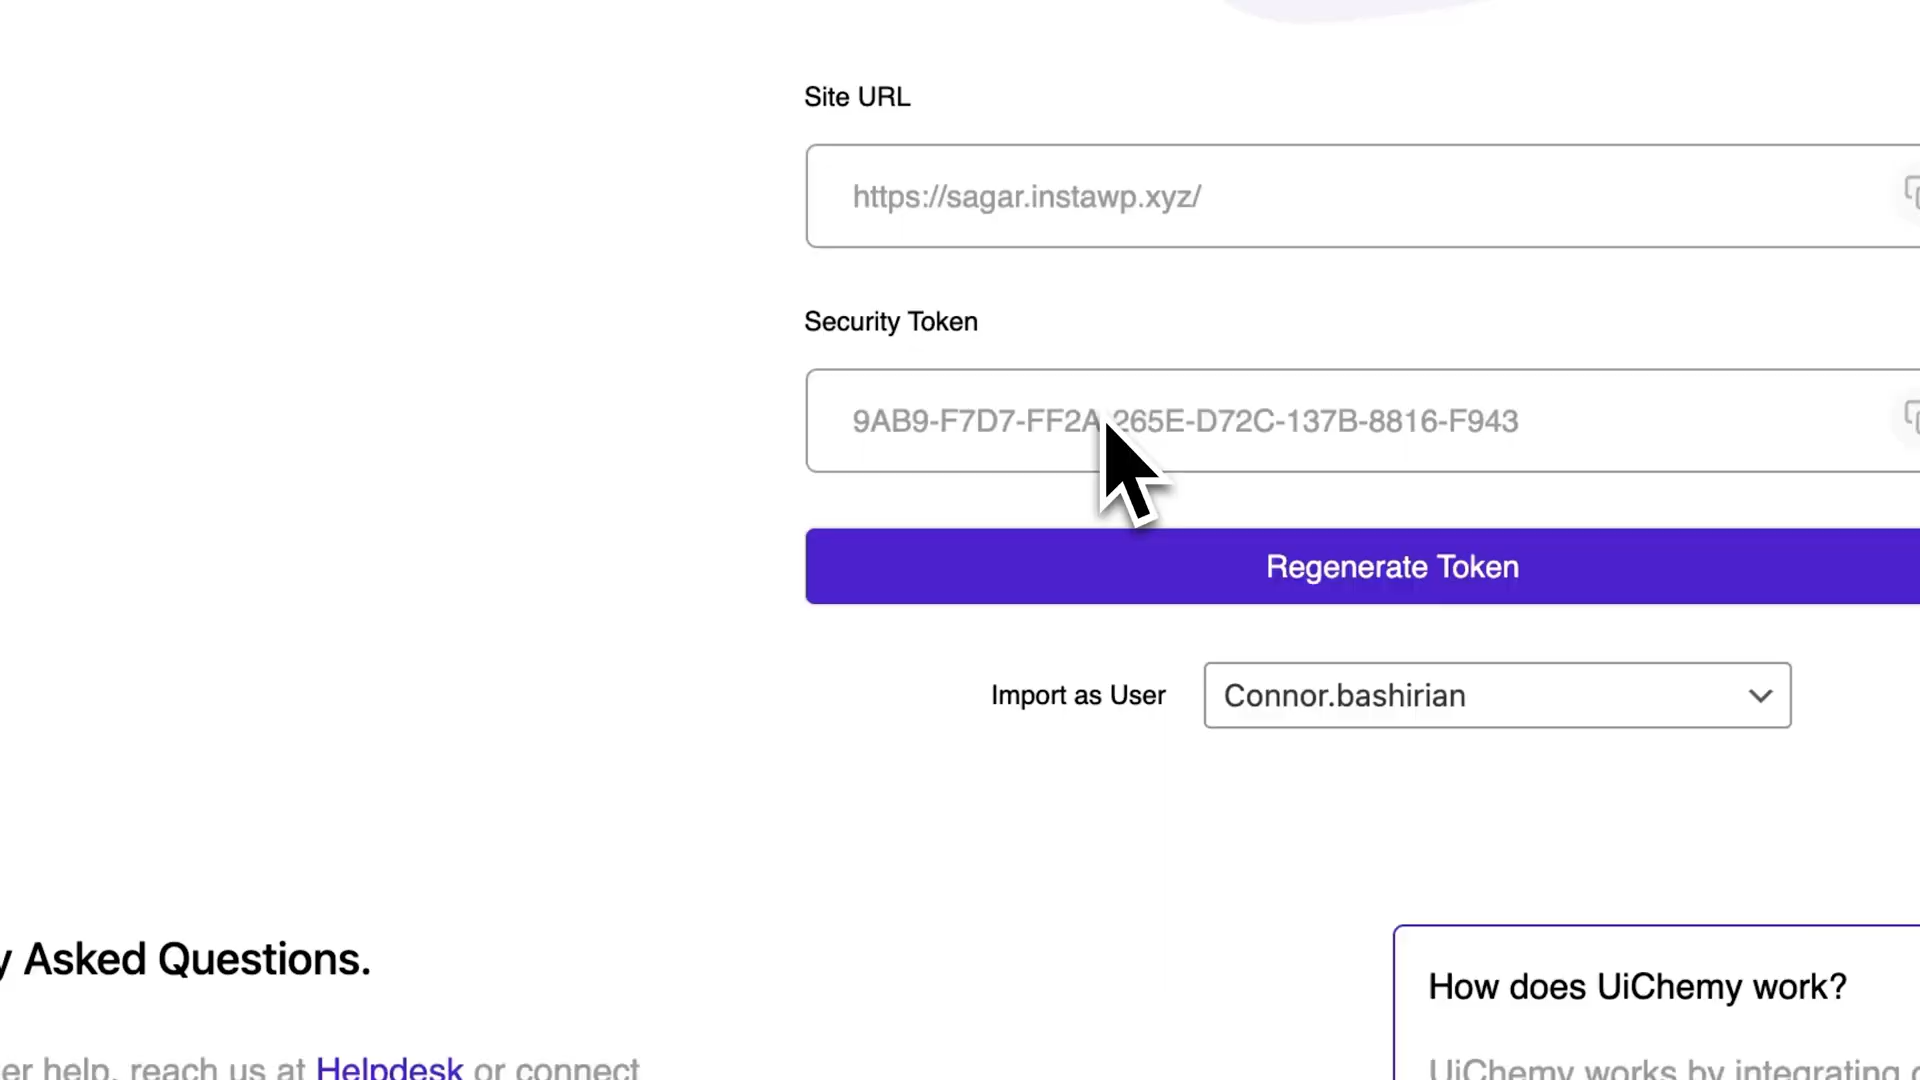 Site URL
https://sagar.instawp.xyz/
Security Token
9AB9-F7D7-FF2A-265E-D72C-137B-8816-F943
Regenerate Token
Import as User
Connor.bashirian
y Asked Questions.
How does UiChemy work?
er help, reach us at Helpdesk or connect
UiChemy works by integrating